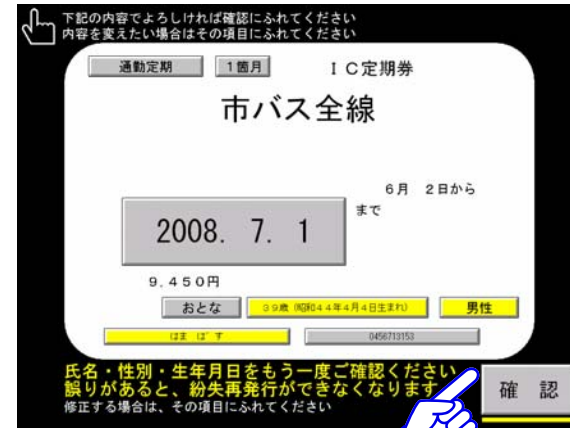 下記の内容でよろしければ確認にふれてください
内容を変えたい場合はその項目にふれてください
通勤定期 1箇月 IC定期券
市バス全線
6月 2日から
2008. 7. 1 まで
9.450円
おとな 39歳 (昭和44年4月4日生まれ) 男性
はま ば゛す 0456713153
氏名・性別・生年月日をもう一度ご確認ください
誤りがあると、紛失再発行ができなくなります
修正する場合は、その項目にふれてください
確 認